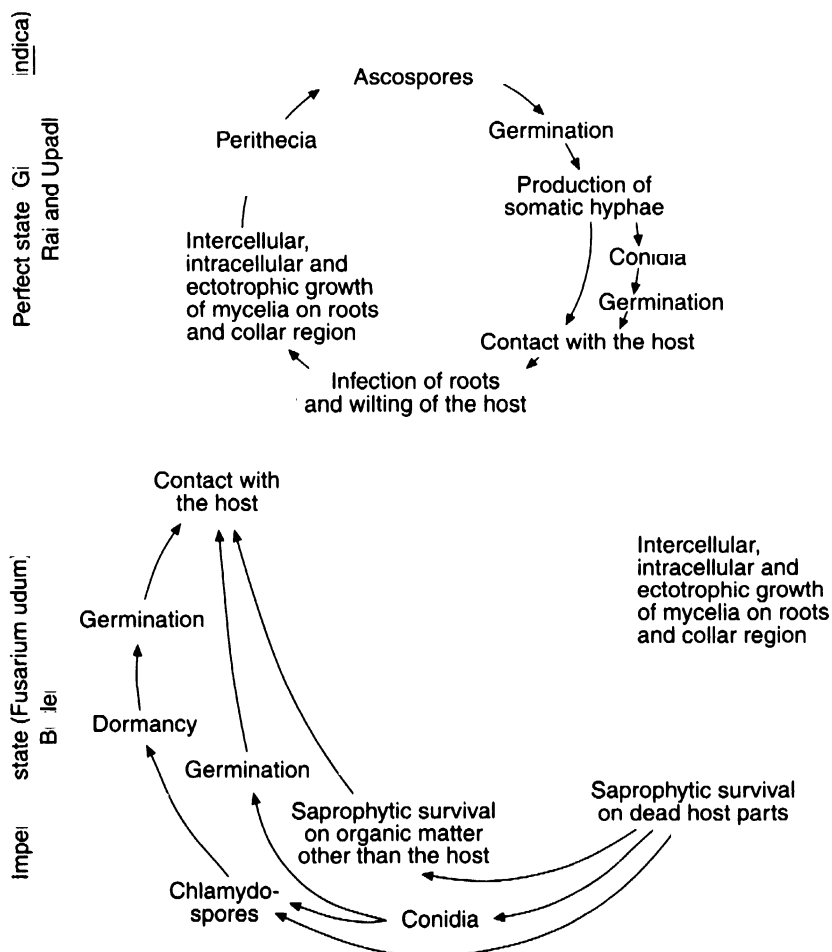 Perfect state Gi indica)
Rai and Upadl
Ascospores
Germination
Production of
somatic hyphae
Conidia
Germination
Contact with the host
Infection of roots
and wilting of the host
Intercellular,
intracellular and
ectotrophic growth
of mycelia on roots
and collar region
Perithecia
state (Fusarium udum)
Contact with
the host
Germination
Dormancy
Chlamydo-
spores
Germination
Saprophytic survival
on organic matter
other than the host
Conidia
Intercellular,
intracellular and
ectotrophic growth
of mycelia on roots
and collar region
Saprophytic survival
on dead host parts